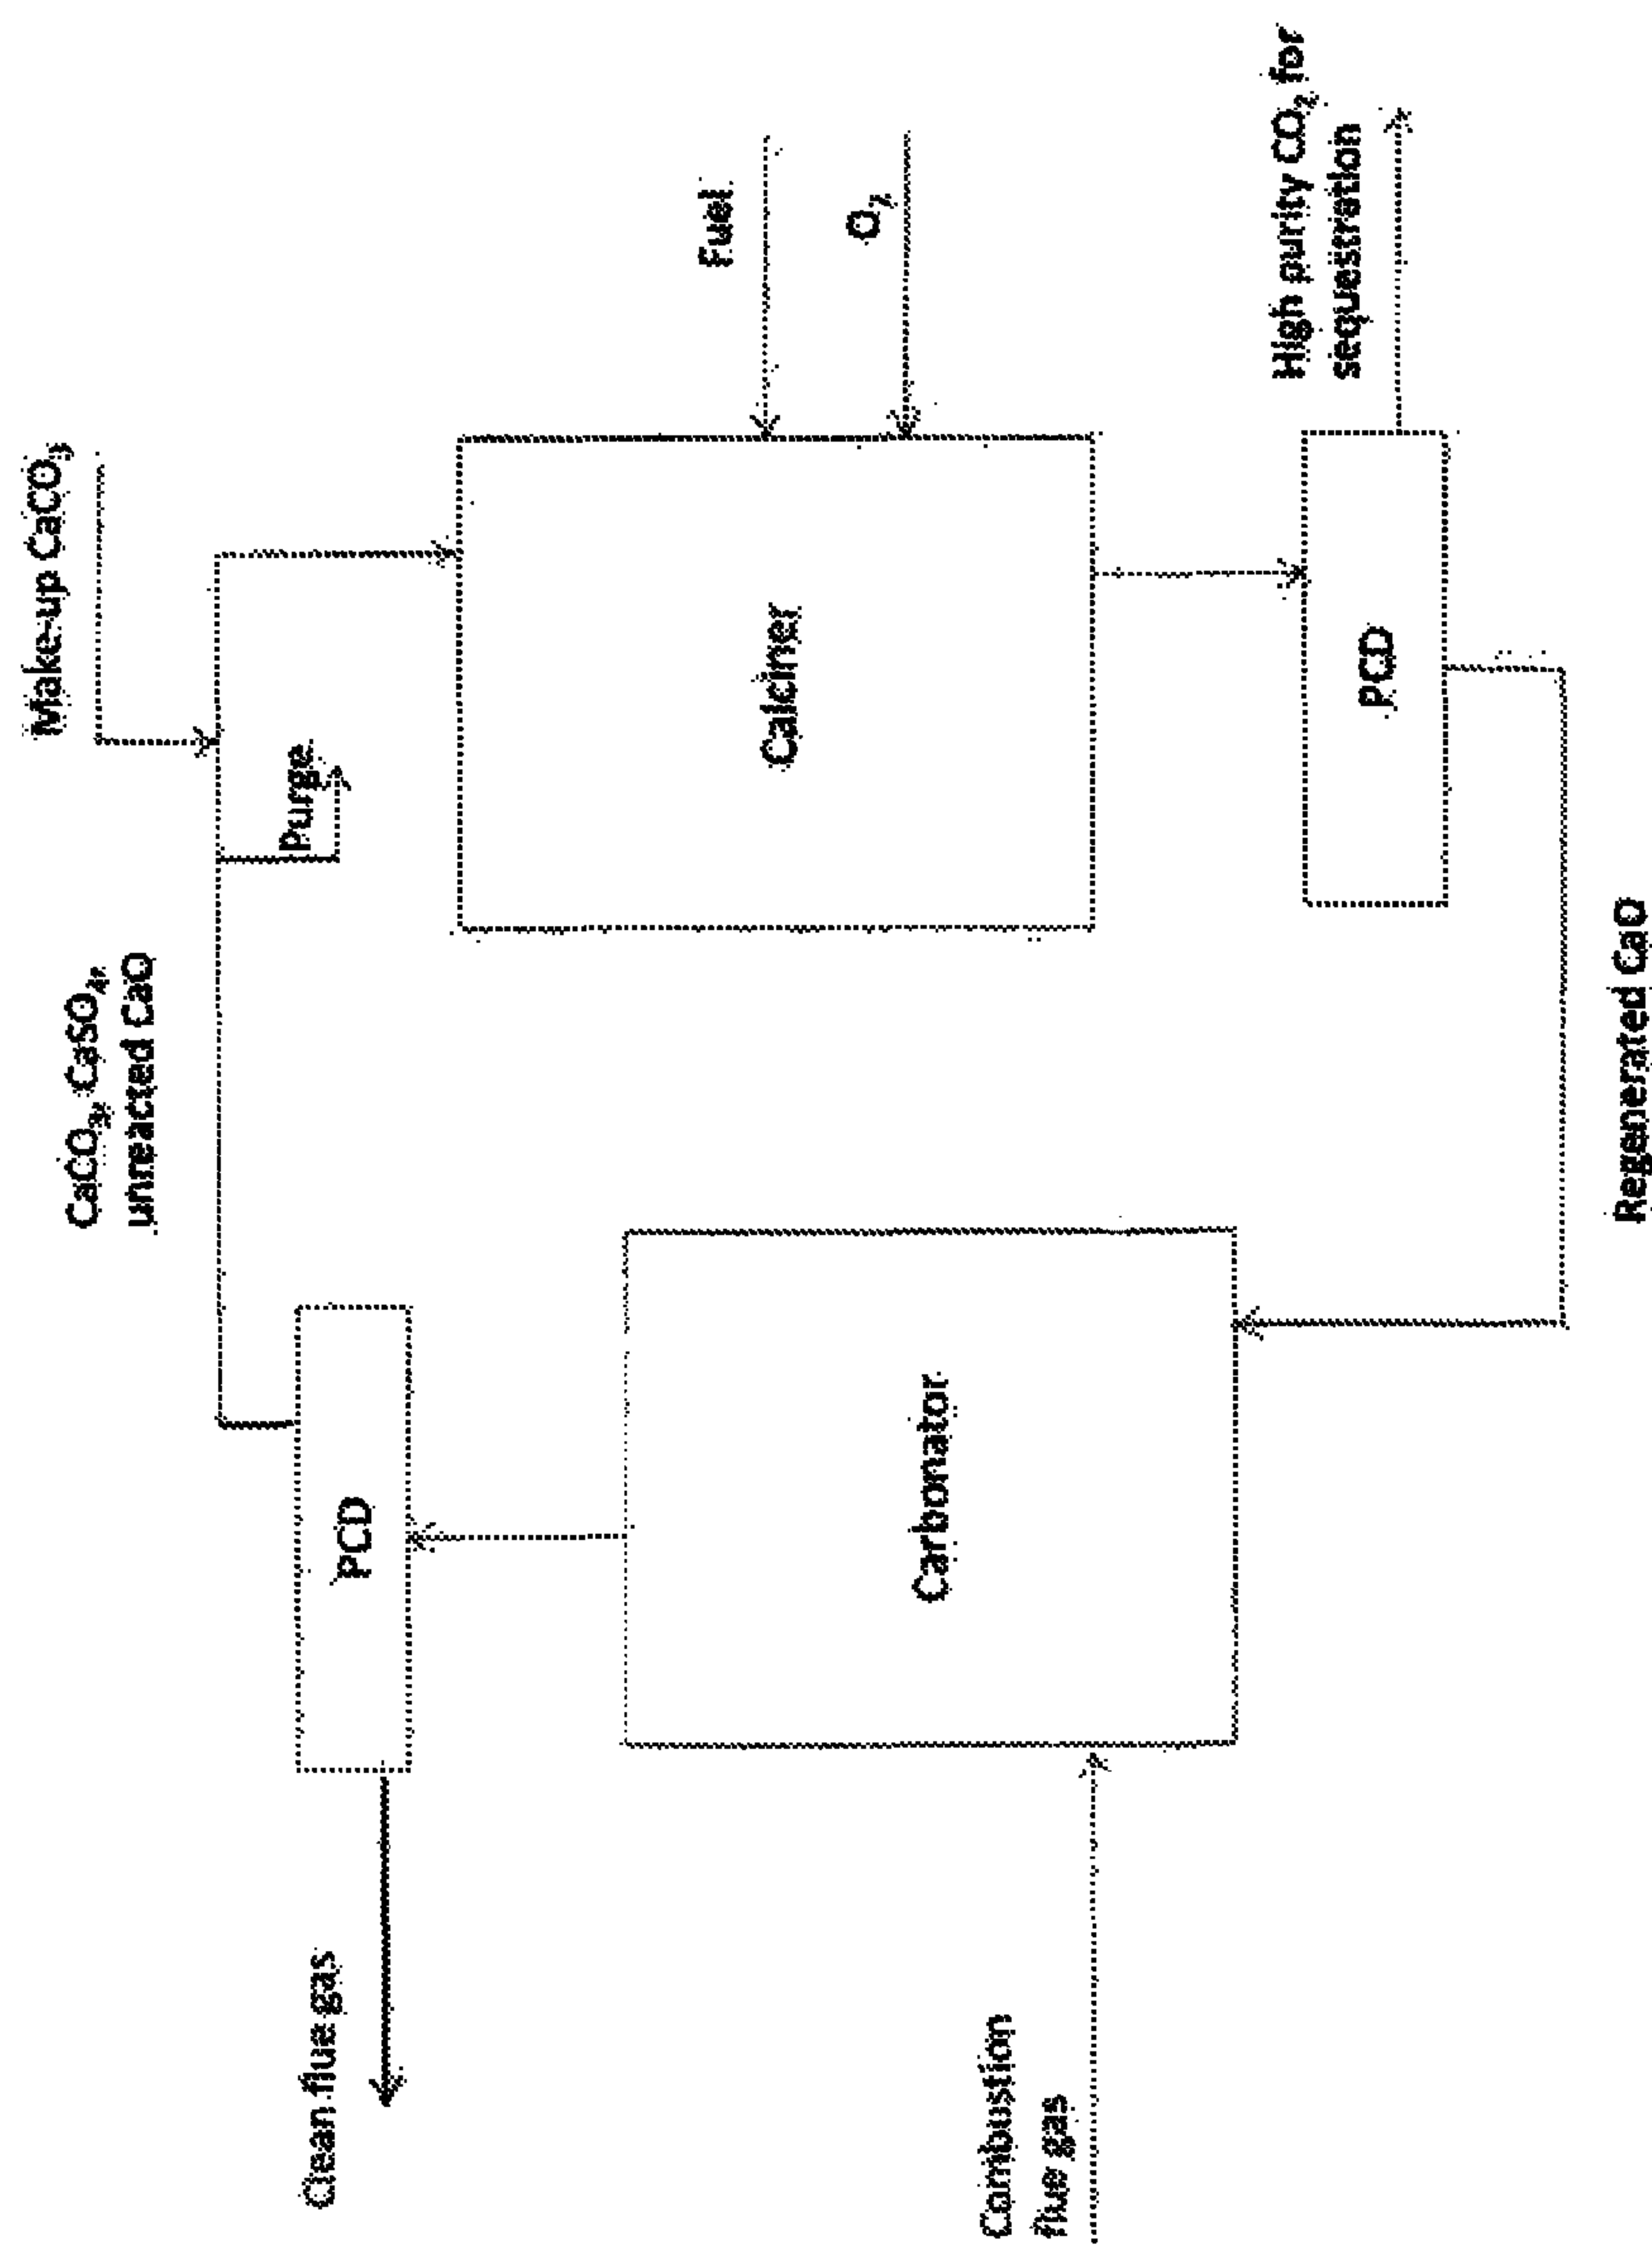 Make-up CaCO₃
CaCO₃, CaSO₄,
unreacted CaO
Purge
Clean flue gas
PCD
Fuel
O₂
Calciner
Carbonator
Combustion
flue gas
High purity CO₂ for
sequestration
PCD
Regenerated CaO